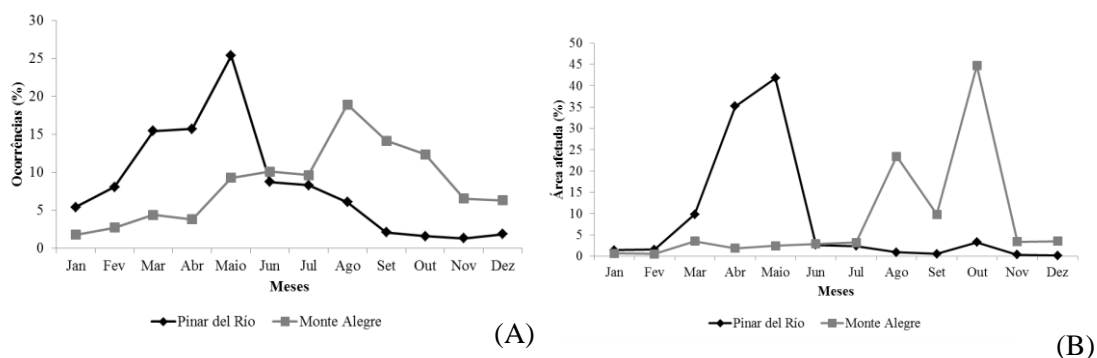 30
25
20
15
10
5
0
Ocorrências (%)
Jan Fev Mar Abr Maio Jun Jul Ago Set Out Nov Dez
Meses
Pinar del Río Monte Alegre
(A)
50
45
40
35
30
25
20
15
10
5
0
Área afetada (%)
Jan Fev Mar Abr Maio Jun Jul Ago Set Out Nov Dez
Meses
Pinar del Río Monte Alegre
(B)